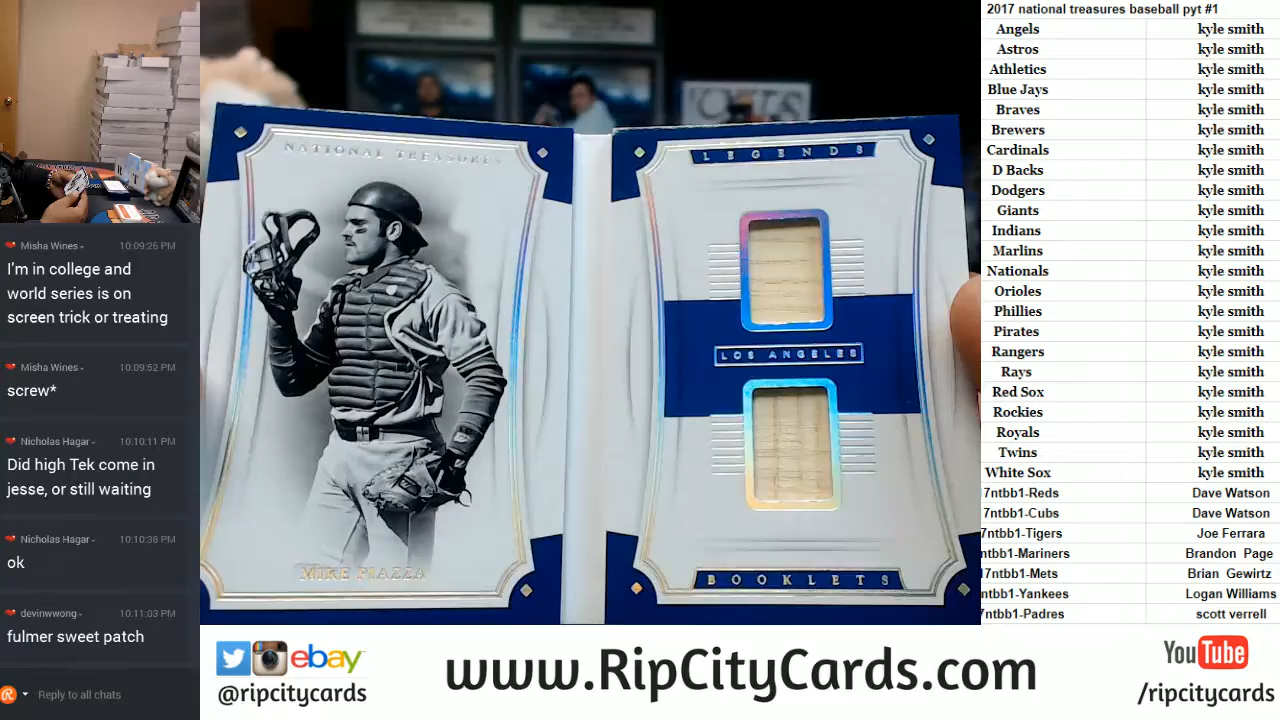 Misha Wines
10:09:26 PM
I'm in college and
world series is on
screen trick or treating
Misha Wines
10:09:52 PM
screw*
Nicholas Hagar
10:10:11 PM
Did high Tek come in
jesse, or still waiting
Nicholas Hagar
10:10:38 PM
ok
devinwwong
10:11:03 PM
fulmer sweet patch
Reply to all chats
NATIONAL TREASURES
MIKE PIAZZA
LEGENDS
LOS ANGELES
BOOKLETS
2017 national treasures baseball pyt #1
Angels kyle smith
Astros kyle smith
Athletics kyle smith
Blue Jays kyle smith
Braves kyle smith
Brewers kyle smith
Cardinals kyle smith
D Backs kyle smith
Dodgers kyle smith
Giants kyle smith
Indians kyle smith
Marlins kyle smith
Nationals kyle smith
Orioles kyle smith
Phillies kyle smith
Pirates kyle smith
Rangers kyle smith
Rays kyle smith
Red Sox kyle smith
Rockies kyle smith
Royals kyle smith
Twins kyle smith
White Sox kyle smith
7ntbb1-Reds Dave Watson
7ntbb1-Cubs Dave Watson
7ntbb1-Tigers Joe Ferrara
ntbb1-Mariners Brandon Page
7ntbb1-Mets Brian Gewirtz
ntbb1-Yankees Logan Williams
7ntbb1-Padres scott verrell
ebay
@ripcitycards
www.RipCityCards.com
YouTube
/ripcitycards